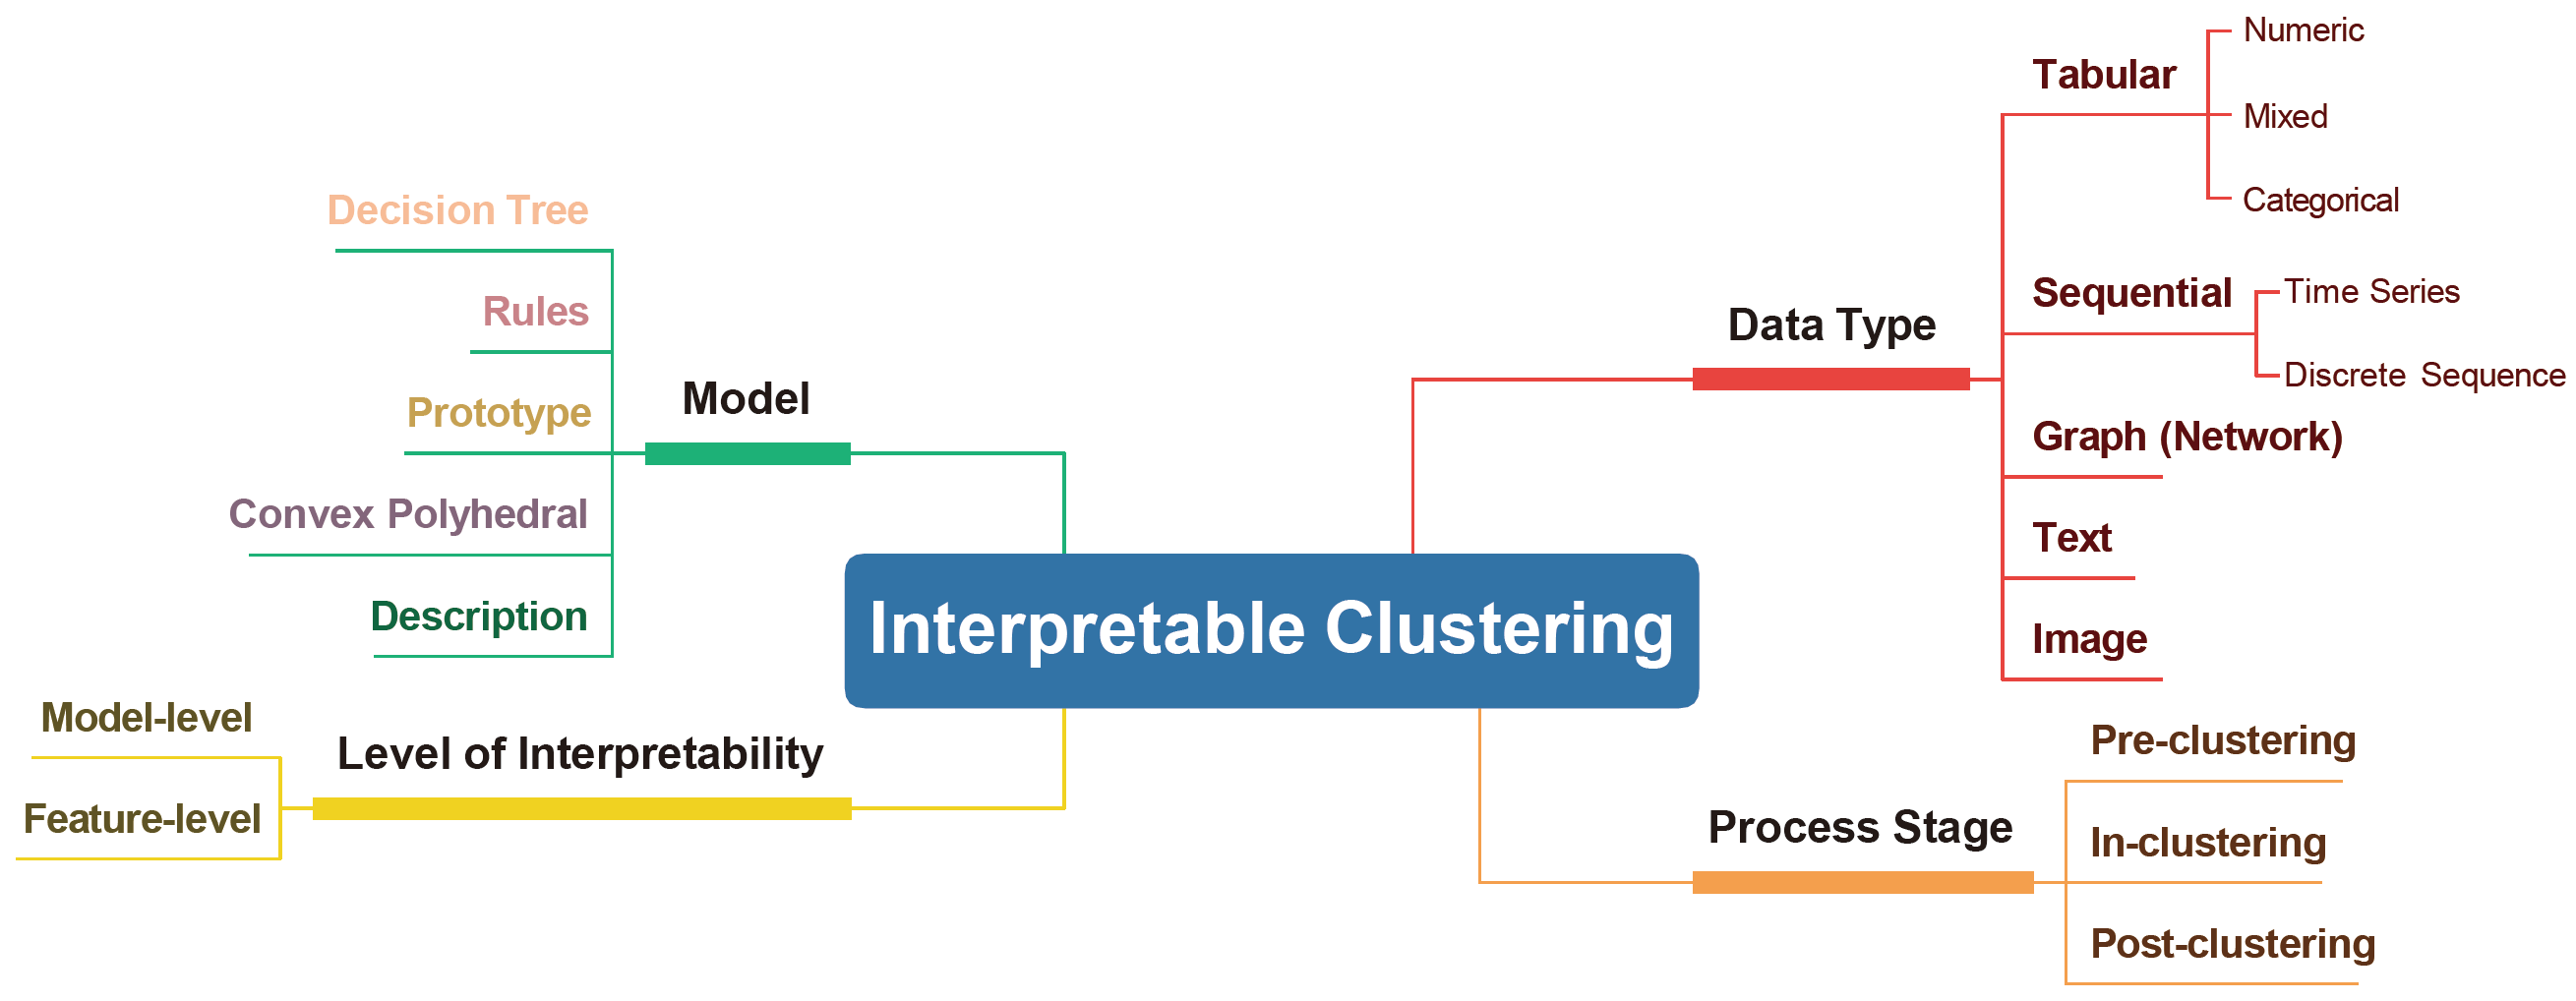 Interpretable Clustering
Model
Decision Tree
Rules
Prototype
Convex Polyhedral
Description
Level of Interpretability
Model-level
Feature-level
Data Type
Tabular
Numeric
Mixed
Categorical
Sequential
Time Series
Discrete Sequence
Graph (Network)
Text
Image
Process Stage
Pre-clustering
In-clustering
Post-clustering